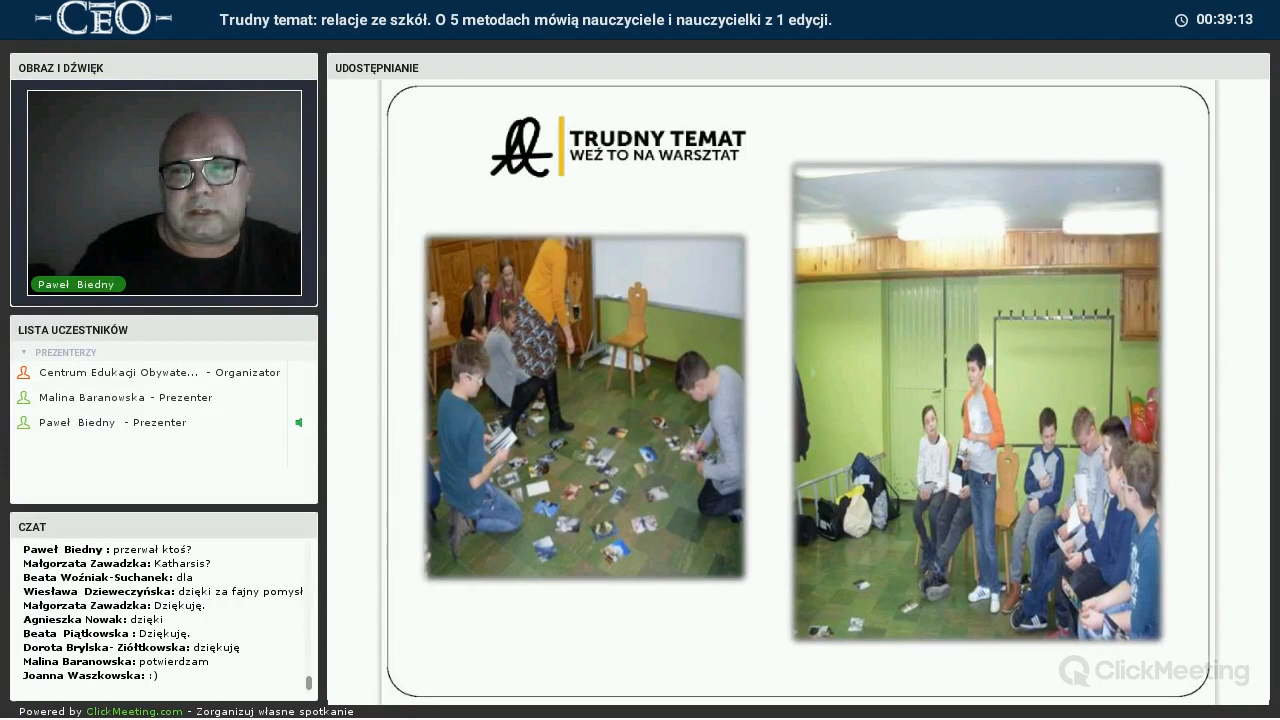 CEO
Trudny temat: relacje ze szkół. O 5 metodach mówią nauczyciele i nauczycielki z 1 edycji.
00:39:13
OBRAZ I DŹWIĘK
Paweł Biedny
LISTA UCZESTNIKÓW
PREZENTERZY
Centrum Edukacji Obywate... - Organizator
Malina Baranowska - Prezenter
Paweł Biedny - Prezenter
CZAT
Paweł Biedny : przerwał ktoś?
Małgorzata Zawadzka: Katharsis?
Beata Woźniak-Suchanek: dla
Wiesława Dzieweczyńska: dzięki za fajny pomysł
Małgorzata Zawadzka: Dziękuję.
Agnieszka Nowak: dzięki
Beata Piątkowska : Dziękuję.
Dorota Brylska- Ziółtkowska: dziękuję
Malina Baranowska: potwierdzam
Joanna Waszkowska: :)
Powered by ClickMeeting.com - Zorganizuj własne spotkanie
UDOSTĘPNIANIE
TRUDNY TEMAT
WEŹ TO NA WARSZTAT
ClickMeeting